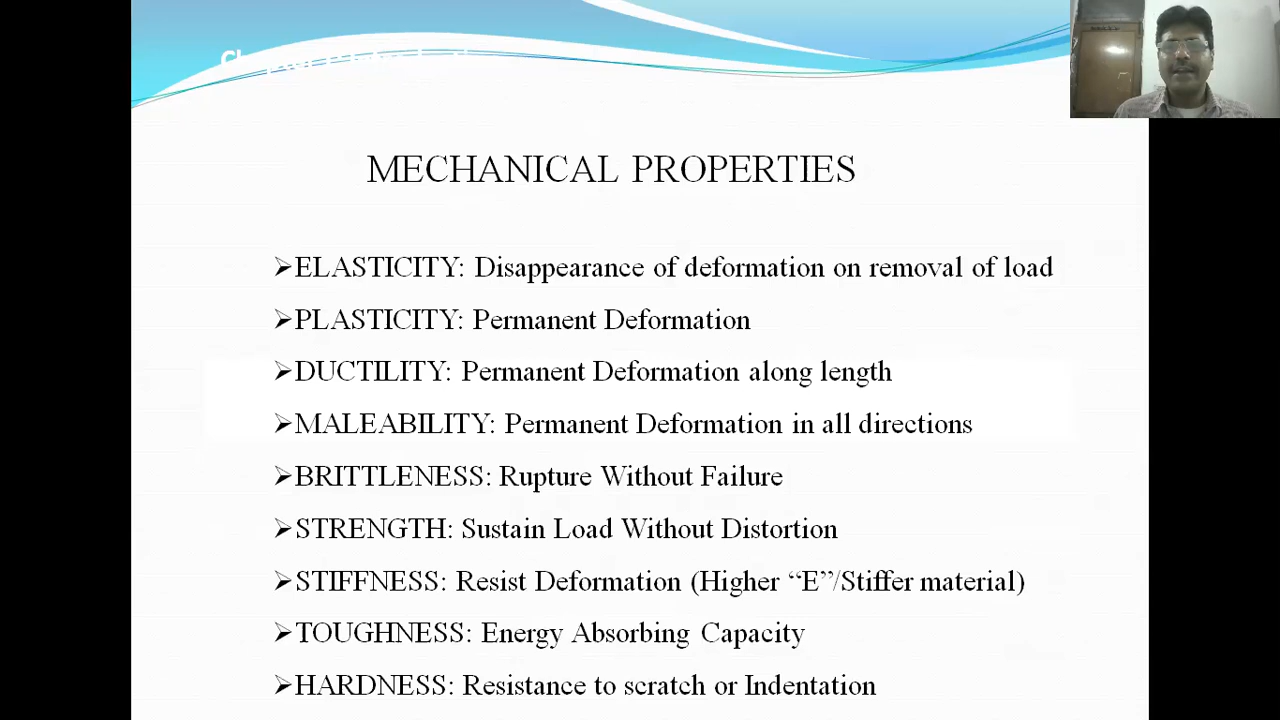 MECHANICAL PROPERTIES
➢ELASTICITY: Disappearance of deformation on removal of load
➢PLASTICITY: Permanent Deformation
➢DUCTILITY: Permanent Deformation along length
➢MALEABILITY: Permanent Deformation in all directions
➢BRITTLENESS: Rupture Without Failure
➢STRENGTH: Sustain Load Without Distortion
➢STIFFNESS: Resist Deformation (Higher “E”/Stiffer material)
➢TOUGHNESS: Energy Absorbing Capacity
➢HARDNESS: Resistance to scratch or Indentation